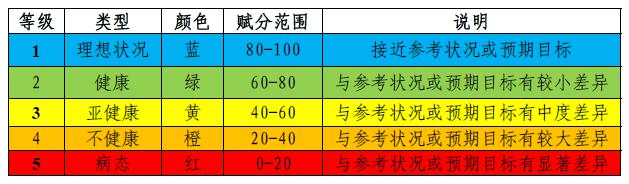 等级 类型 颜色 赋分范围 说明
1 理想状况 蓝 80-100 接近参考状况或预期目标
2 健康 绿 60-80 与参考状况或预期目标有较小差异
3 亚健康 黄 40-60 与参考状况或预期目标有中度差异
4 不健康 橙 20-40 与参考状况或预期目标有较大差异
5 病态 红 0-20 与参考状况或预期目标有显著差异